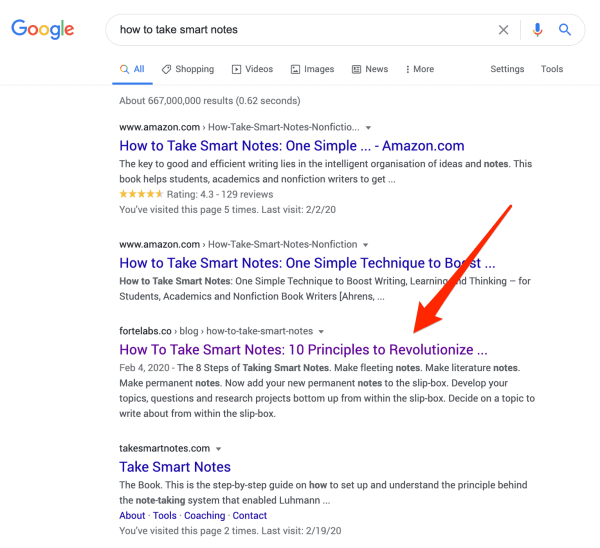 Google
how to take smart notes
All Shopping Videos Images News More Settings Tools
About 667,000,000 results (0.62 seconds)
www.amazon.com › How-Take-Smart-Notes-Nonfictio...
How to Take Smart Notes: One Simple ... - Amazon.com
The key to good and efficient writing lies in the intelligent organisation of ideas and notes. This
book helps students, academics and nonfiction writers to get ...
Rating: 4.3 - 129 reviews
You've visited this page 5 times. Last visit: 2/2/20
www.amazon.com › How-Take-Smart-Notes-Nonfiction
How to Take Smart Notes: One Simple Technique to Boost ...
How to Take Smart Notes: One Simple Technique to Boost Writing, Learning and Thinking – for
Students, Academics and Nonfiction Book Writers [Ahrens, ...
fortelabs.co › blog › how-to-take-smart-notes
How To Take Smart Notes: 10 Principles to Revolutionize ...
Feb 4, 2020 - The 8 Steps of Taking Smart Notes. Make fleeting notes. Make literature notes.
Make permanent notes. Now add your new permanent notes to the slip-box. Develop your
topics, questions and research projects bottom up from within the slip-box. Decide on a topic to
write about from within the slip-box.
takesmartnotes.com
Take Smart Notes
The Book. This is the step-by-step guide on how to set up and understand the principle behind
the note-taking system that enabled Luhmann ...
About · Tools · Coaching · Contact
You've visited this page 2 times. Last visit: 2/19/20